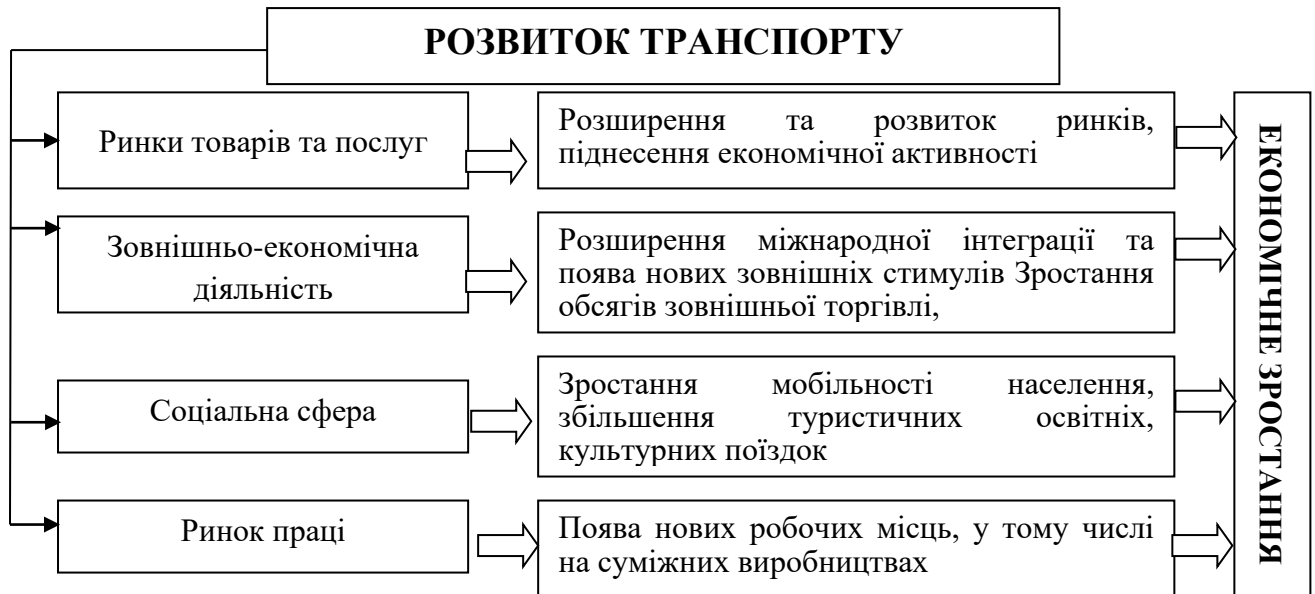 РОЗВИТОК ТРАНСПОРТУ
Ринки товарів та послуг
Розширення та розвиток ринків,
піднесення економічної активності
Зовнішньо-економічна
діяльність
Розширення міжнародної інтеграції та
поява нових зовнішніх стимулів Зростання
обсягів зовнішньої торгівлі,
Соціальна сфера
Зростання мобільності населення,
збільшення туристичних освітніх,
культурних поїздок
Ринок праці
Поява нових робочих місць, у тому числі
на суміжних виробництвах
ЕКОНОМІЧНЕ ЗРОСТАННЯ